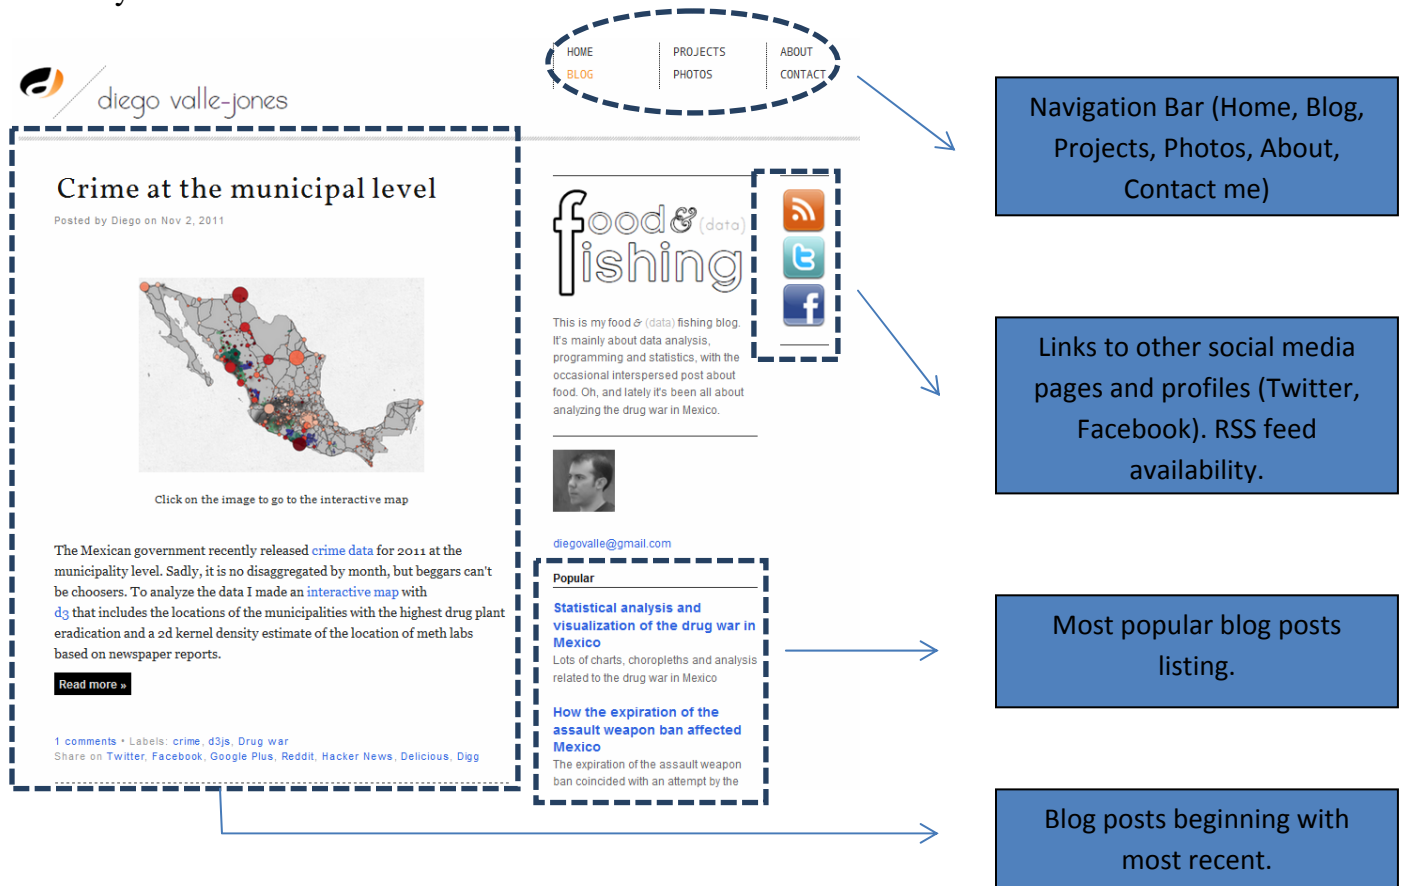 HOME
BLOG
PROJECTS
PHOTOS
ABOUT
CONTACT
diego valle-jones
Crime at the municipal level
Posted by Diego on Nov 2, 2011
Click on the image to go to the interactive map
The Mexican government recently released crime data for 2011 at the
municipality level. Sadly, it is no disaggregated by month, but beggars can't
be choosers. To analyze the data I made an interactive map with
d3 that includes the locations of the municipalities with the highest drug plant
eradication and a 2d kernel density estimate of the location of meth labs
based on newspaper reports.
Read more »
1 comments • Labels: crime, d3js, Drug war
Share on Twitter, Facebook, Google Plus, Reddit, Hacker News, Delicious, Digg
food & (data)
fishing
This is my food & (data) fishing blog.
It's mainly about data analysis,
programming and statistics, with the
occasional interspersed post about
food. Oh, and lately it's been all about
analyzing the drug war in Mexico.
diegovalle@gmail.com
Popular
Statistical analysis and
visualization of the drug war in
Mexico
Lots of charts, choropleths and analysis
related to the drug war in Mexico
How the expiration of the
assault weapon ban affected
Mexico
The expiration of the assault weapon
ban coincided with an attempt by the
Navigation Bar (Home, Blog,
Projects, Photos, About,
Contact me)
Links to other social media
pages and profiles (Twitter,
Facebook). RSS feed
availability.
Most popular blog posts
listing.
Blog posts beginning with
most recent.